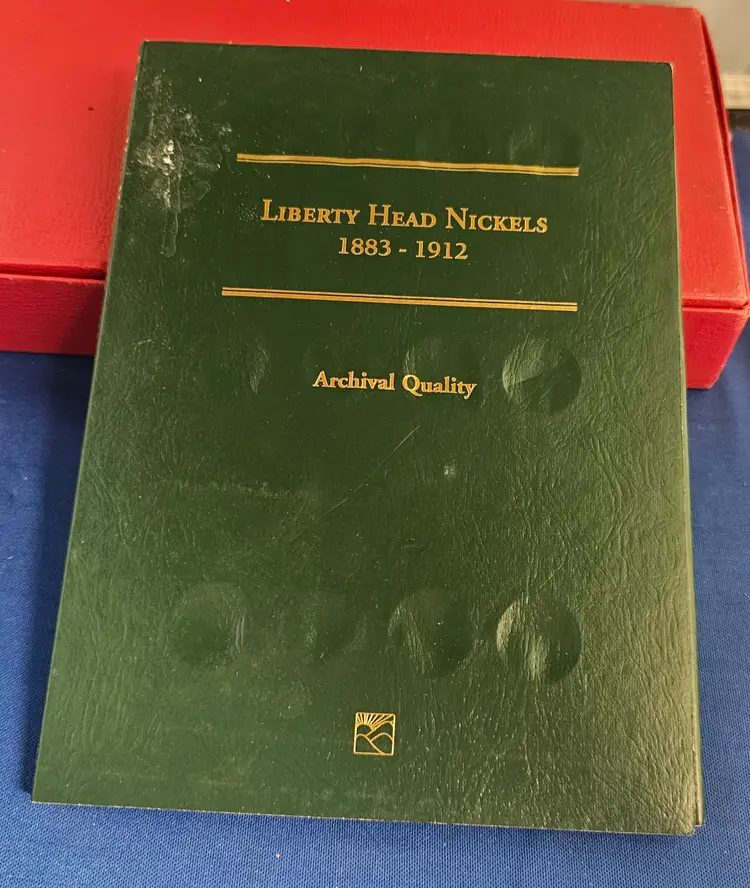 Liberty Head Nickels
1883 - 1912
Archival Quality